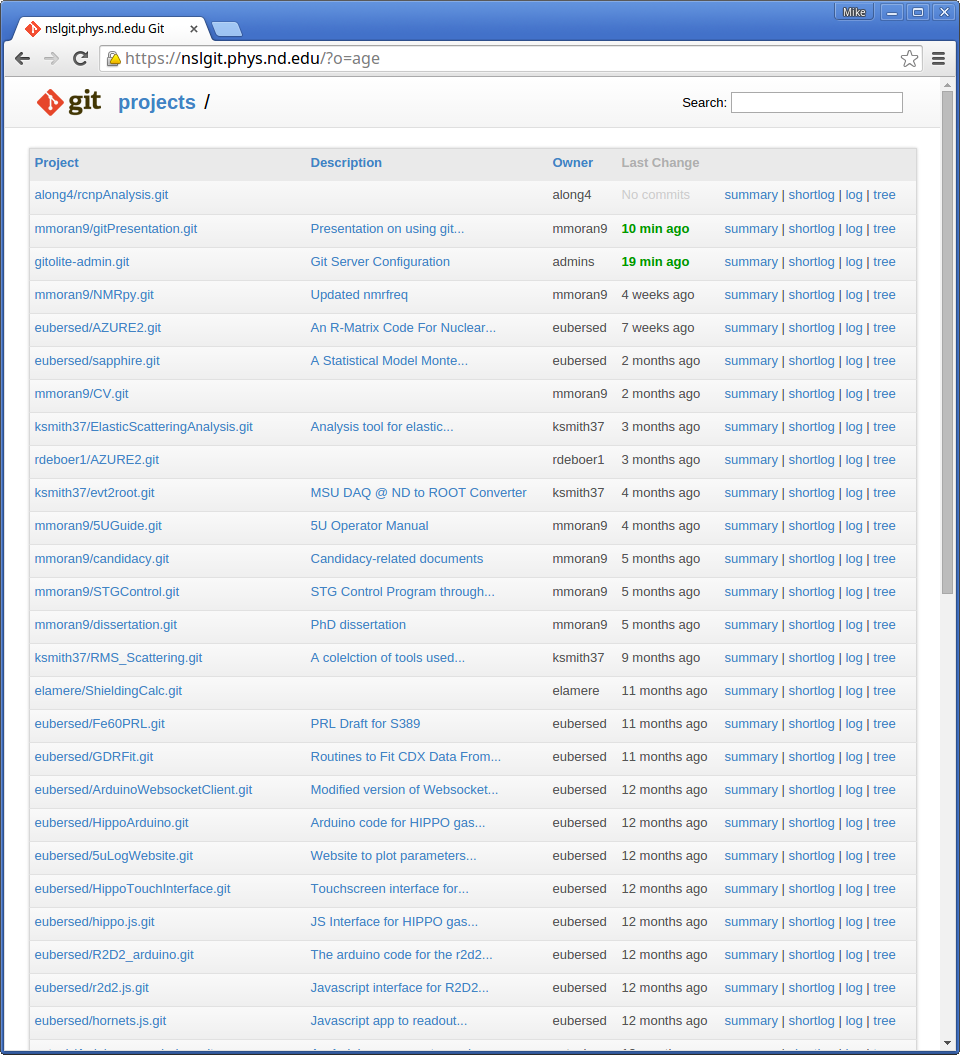 Mike
nslgit.phys.nd.edu Git
https://nslgit.phys.nd.edu/?o=age
git projects / Search:
Project Description Owner Last Change
along4/rcnpAnalysis.git along4 No commits summary | shortlog | log | tree
mmoran9/gitPresentation.git Presentation on using git... mmoran9 10 min ago summary | shortlog | log | tree
gitolite-admin.git Git Server Configuration admins 19 min ago summary | shortlog | log | tree
mmoran9/NMRpy.git Updated nmrfreq mmoran9 4 weeks ago summary | shortlog | log | tree
eubersed/AZURE2.git An R-Matrix Code For Nuclear... eubersed 7 weeks ago summary | shortlog | log | tree
eubersed/sapphire.git A Statistical Model Monte... eubersed 2 months ago summary | shortlog | log | tree
mmoran9/CV.git mmoran9 2 months ago summary | shortlog | log | tree
ksmith37/ElasticScatteringAnalysis.git Analysis tool for elastic... ksmith37 3 months ago summary | shortlog | log | tree
rdeboer1/AZURE2.git rdeboer1 3 months ago summary | shortlog | log | tree
ksmith37/evt2root.git MSU DAQ @ ND to ROOT Converter ksmith37 4 months ago summary | shortlog | log | tree
mmoran9/5UGuide.git 5U Operator Manual mmoran9 4 months ago summary | shortlog | log | tree
mmoran9/candidacy.git Candidacy-related documents mmoran9 5 months ago summary | shortlog | log | tree
mmoran9/STGControl.git STG Control Program through... mmoran9 5 months ago summary | shortlog | log | tree
mmoran9/dissertation.git PhD dissertation mmoran9 5 months ago summary | shortlog | log | tree
ksmith37/RMS_Scattering.git A colelction of tools used... ksmith37 9 months ago summary | shortlog | log | tree
elamere/ShieldingCalc.git elamere 11 months ago summary | shortlog | log | tree
eubersed/Fe60PRL.git PRL Draft for S389 eubersed 11 months ago summary | shortlog | log | tree
eubersed/GDRFit.git Routines to Fit CDX Data From... eubersed 11 months ago summary | shortlog | log | tree
eubersed/ArduinoWebsocketClient.git Modified version of Websocket... eubersed 12 months ago summary | shortlog | log | tree
eubersed/HippoArduino.git Arduino code for HIPPO gas... eubersed 12 months ago summary | shortlog | log | tree
eubersed/5uLogWebsite.git Website to plot parameters... eubersed 12 months ago summary | shortlog | log | tree
eubersed/HippoTouchInterface.git Touchscreen interface for... eubersed 12 months ago summary | shortlog | log | tree
eubersed/hippo.js.git JS Interface for HIPPO gas... eubersed 12 months ago summary | shortlog | log | tree
eubersed/R2D2_arduino.git The arduino code for the r2d2... eubersed 12 months ago summary | shortlog | log | tree
eubersed/r2d2.js.git Javascript interface for R2D2... eubersed 12 months ago summary | shortlog | log | tree
eubersed/hornets.js.git Javascript app to readout... eubersed 12 months ago summary | shortlog | log | tree